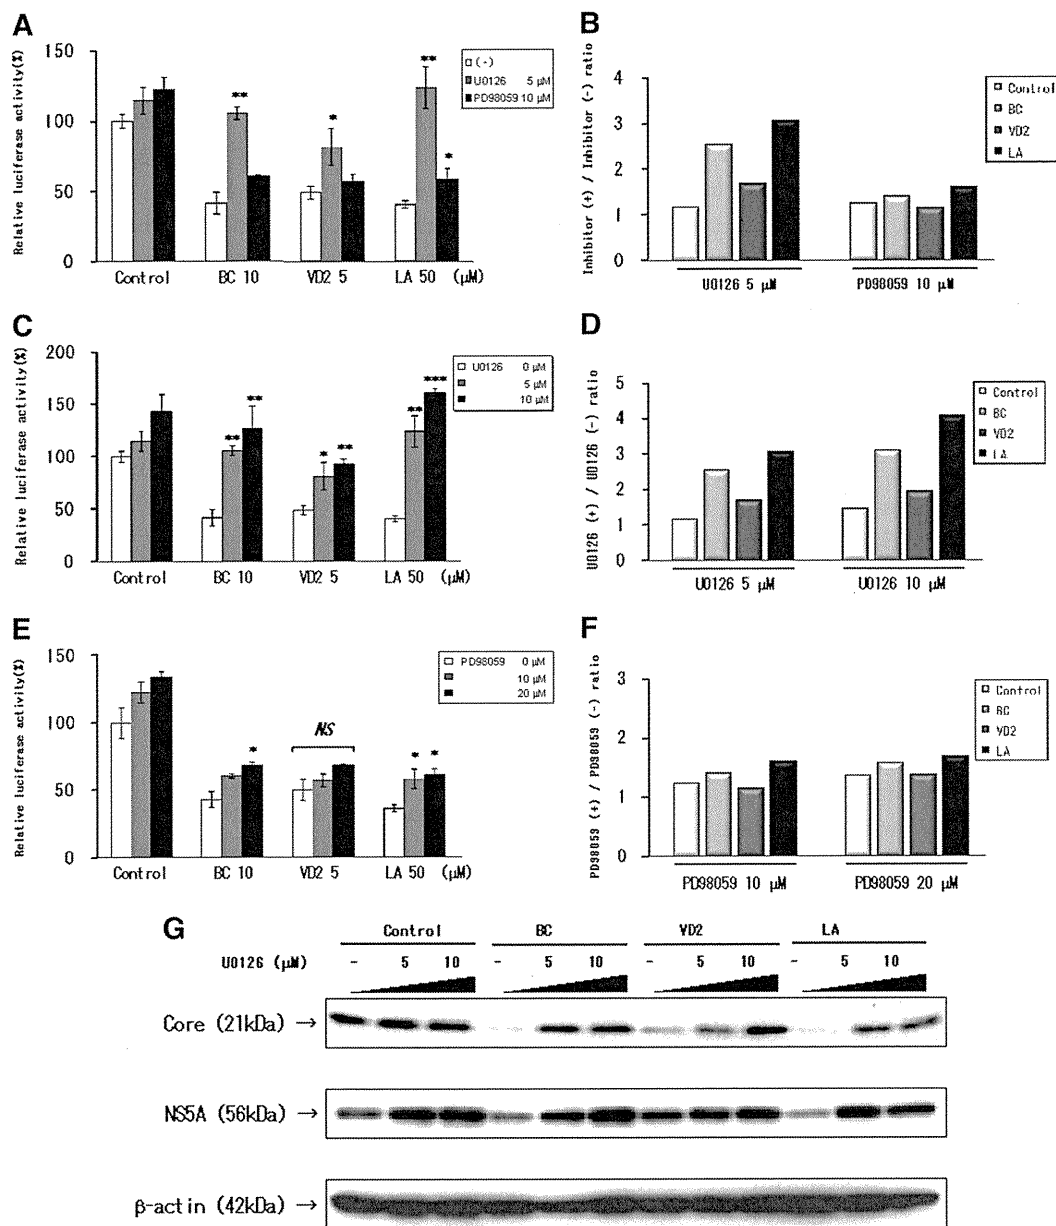 A
Relative luciferase activity(%)
150
100
50
0
** * ** *
(-)
U0126 5 μM
PD98059 10 μM
Control BC 10 VD2 5 LA 50 (μM)
B
Inhibitor (+) / Inhibitor (-) ratio
4
3
2
1
0
Control
BC
VD2
LA
U0126 5 μM PD98059 10 μM
C
Relative luciferase activity(%)
200
150
100
50
0
** ** * ** ** ***
U0126 0 μM
5 μM
10 μM
Control BC 10 VD2 5 LA 50 (μM)
D
U0126 (+) / U0126 (-) ratio
5
4
3
2
1
0
Control
BC
VD2
LA
U0126 5 μM U0126 10 μM
E
Relative luciferase activity(%)
150
100
50
0
* NS * *
PD98059 0 μM
10 μM
20 μM
Control BC 10 VD2 5 LA 50 (μM)
F
PD98059 (+) / PD98059 (-) ratio
3
2
1
0
Control
BC
VD2
LA
PD98059 10 μM PD98059 20 μM
G
Control BC VD2 LA
U0126 (μM) - 5 10 - 5 10 - 5 10 - 5 10
Core (21kDa) →
NS5A (56kDa) →
β-actin (42kDa) →